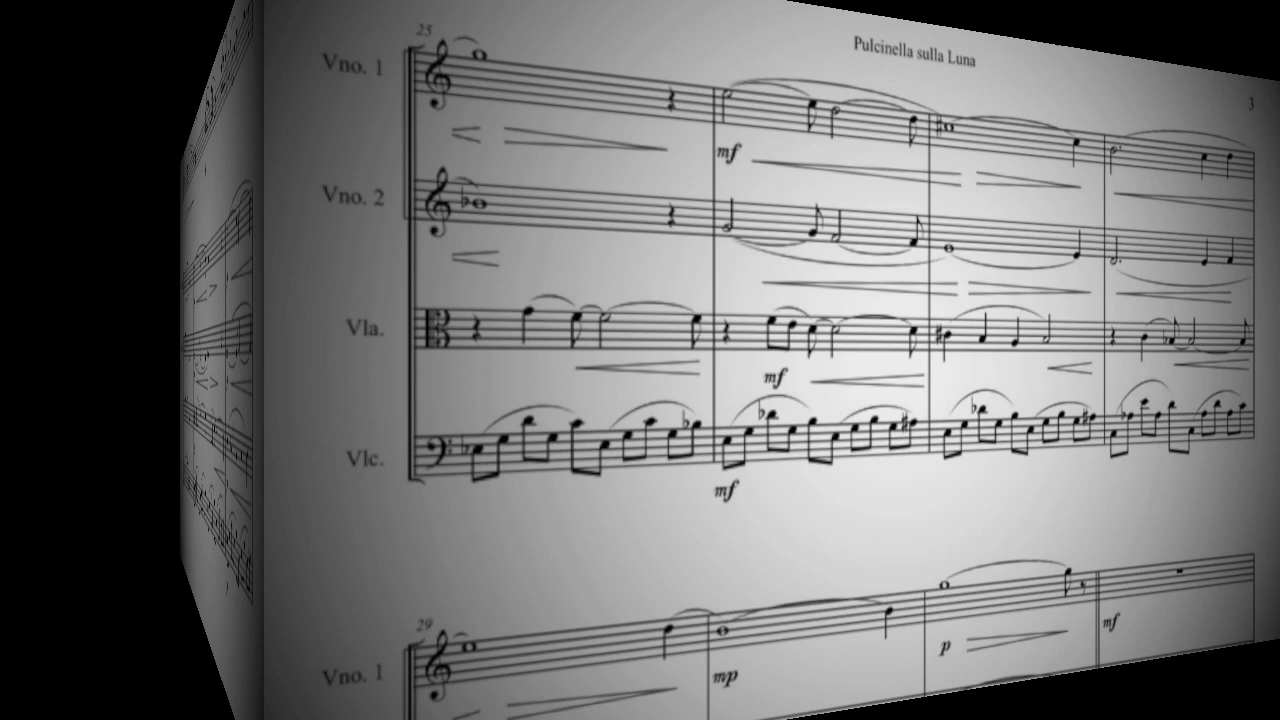 Pulcinella sulla Luna
3
25
Vno. 1
mf
Vno. 2
Vla.
mf
Vlc.
mf
29
Vno. 1
mp
p
mf